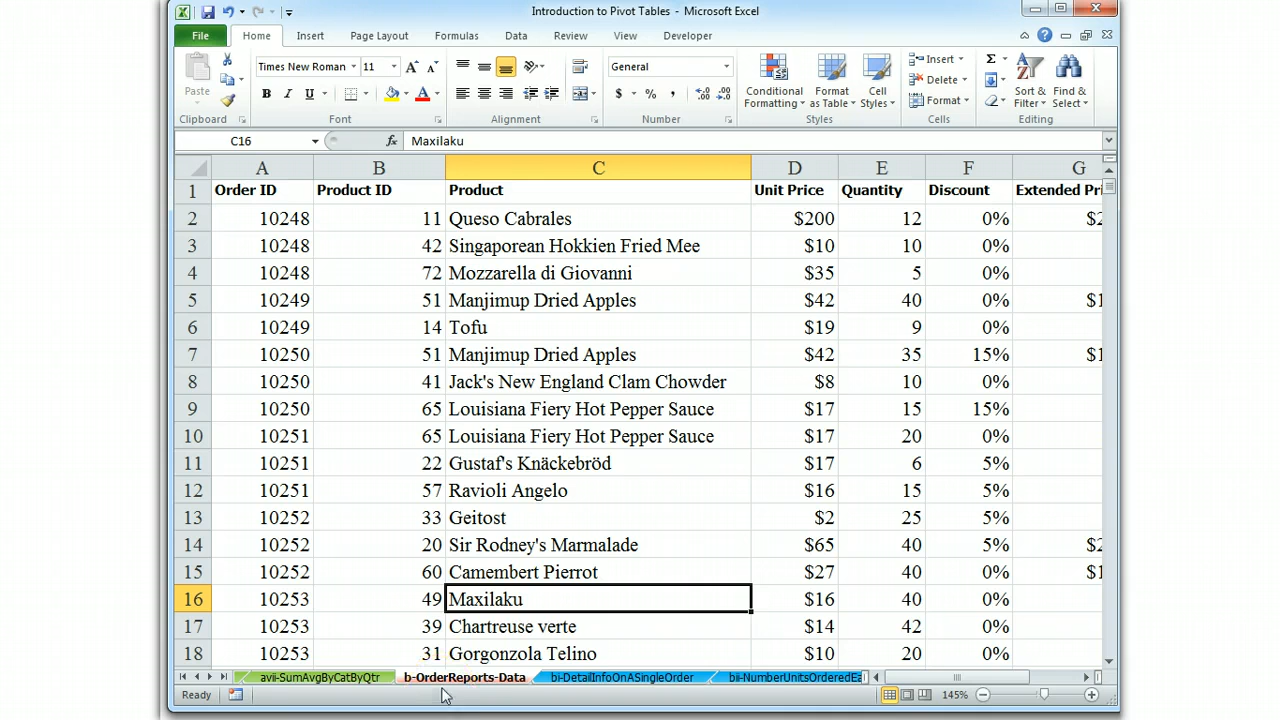 Introduction to Pivot Tables - Microsoft Excel
File Home Insert Page Layout Formulas Data Review View Developer
Paste
Times New Roman 11
General
Conditional Formatting
Format as Table
Cell Styles
Insert
Delete
Format
Sort & Filter
Find & Select
Clipboard Font Alignment Number Styles Cells Editing
C16 fx Maxilaku
A B C D E F G
1 Order ID Product ID Product Unit Price Quantity Discount Extended Pri
2 10248 11 Queso Cabrales $200 12 0% $2
3 10248 42 Singaporean Hokkien Fried Mee $10 10 0%
4 10248 72 Mozzarella di Giovanni $35 5 0%
5 10249 51 Manjimup Dried Apples $42 40 0% $1
6 10249 14 Tofu $19 9 0%
7 10250 51 Manjimup Dried Apples $42 35 15% $1
8 10250 41 Jack's New England Clam Chowder $8 10 0%
9 10250 65 Louisiana Fiery Hot Pepper Sauce $17 15 15%
10 10251 65 Louisiana Fiery Hot Pepper Sauce $17 20 0%
11 10251 22 Gustaf's Knäckebröd $17 6 5%
12 10251 57 Ravioli Angelo $16 15 5%
13 10252 33 Geitost $2 25 5%
14 10252 20 Sir Rodney's Marmalade $65 40 5% $2
15 10252 60 Camembert Pierrot $27 40 0% $1
16 10253 49 Maxilaku $16 40 0%
17 10253 39 Chartreuse verte $14 42 0%
18 10253 31 Gorgonzola Telino $10 20 0%
avii-SumAvgByCatByQtr b-OrderReports-Data bi-DetailInfoOnASingleOrder bii-NumberUnitsOrderedEa
Ready 145%